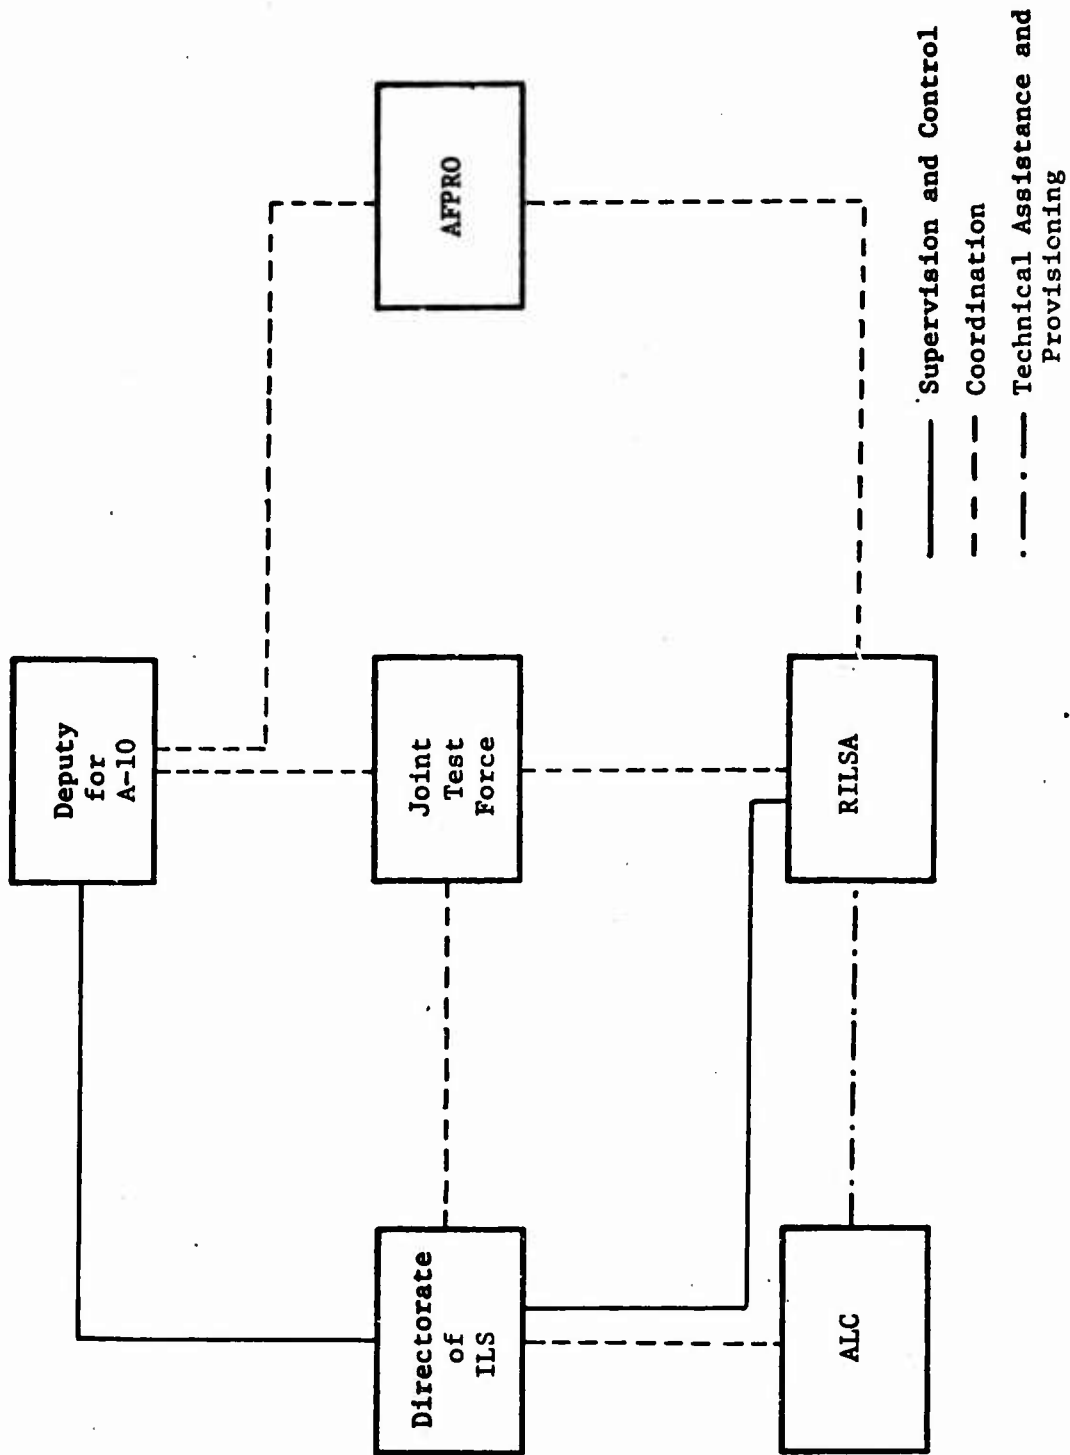 Deputy
for
A-10
Directorate
of
ILS
Joint
Test
Force
AFPRO
ALC
RILSA
Supervision and Control
Coordination
Technical Assistance and
Provisioning